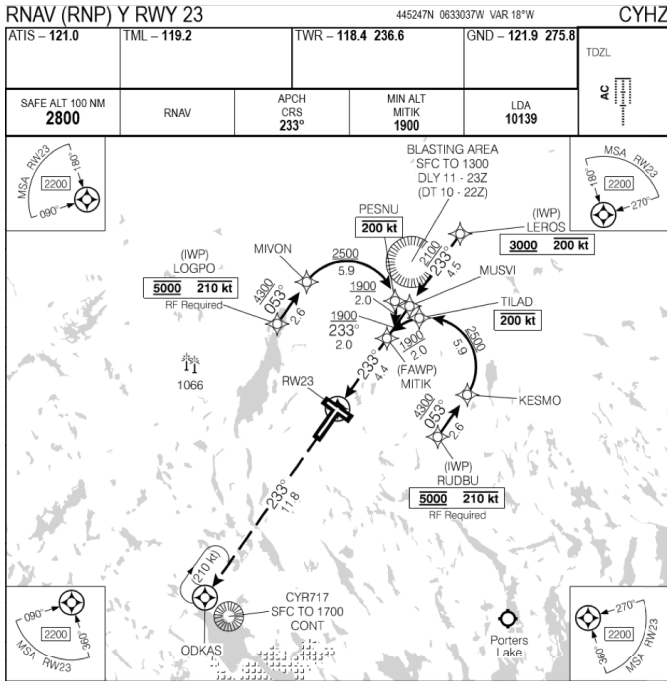 RNAV (RNP) Y RWY 23
445247N 0633037W VAR 18°W
CYHZ
ATIS – 121.0
TML – 119.2
TWR – 118.4 236.6
GND – 121.9 275.8
TDZL
AC
SAFE ALT 100 NM
2800
RNAV
APCH
CRS
233°
MIN ALT
MITIK
1900
LDA
10139
MSA RW23
180°
2200
090°
BLASTING AREA
SFC TO 1300
DLY 11 - 23Z
(DT 10 - 22Z)
MSA RW23
180°
2200
270°
PESNU
200 kt
(IWP)
LEROS
3000 200 kt
2100
233°
4.5
MIVON
2500
5.9
(IWP)
LOGPO
5000 210 kt
RF Required
4300
053°
2.6
MUSVI
1900
2.0
TILAD
200 kt
1900
233°
2.0
1900
2.0
2500
5.9
(FAWP)
MITIK
233°
4.4
1066
RW23
KESMO
4300
053°
2.6
(IWP)
RUDBU
5000 210 kt
RF Required
233°
11.8
(210 kt)
CYR717
SFC TO 1700
CONT
ODKAS
Porters
Lake
090°
2200
360°
MSA RW23
270°
2200
360°
MSA RW23